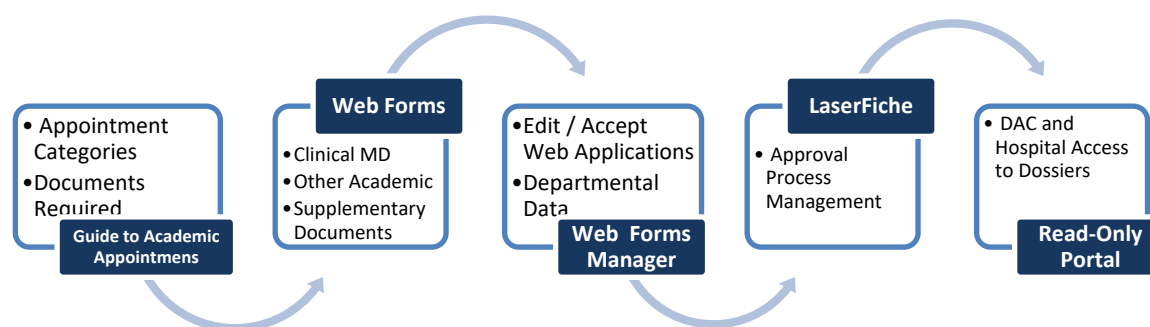 • Appointment
Categories
•Documents
Required
Guide to Academic
Appointmens
Web Forms
•Clinical MD
•Other Academic
•Supplementary
Documents
•Edit / Accept
Web Applications
•Departmental
Data
Web Forms
Manager
LaserFiche
• Approval
Process
Management
• DAC and
Hospital Access
to Dossiers
Read-Only
Portal